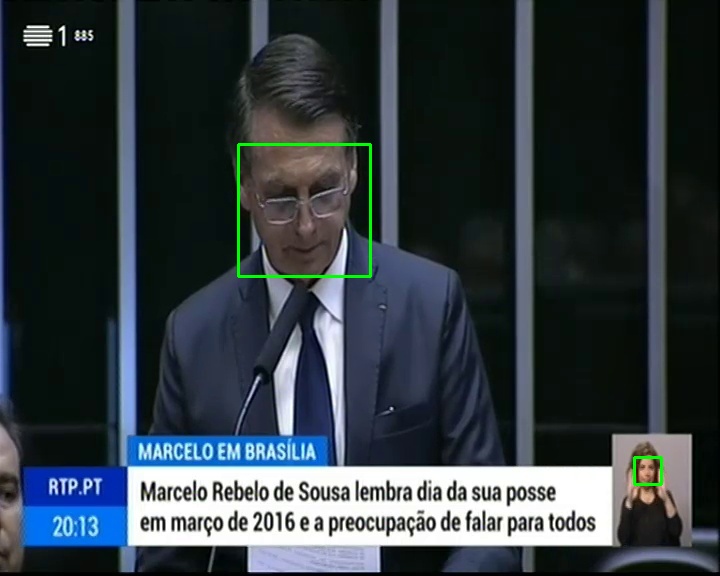 1 885
MARCELO EM BRASÍLIA
RTP.PT
Marcelo Rebelo de Sousa lembra dia da sua posse
20:13
em março de 2016 e a preocupação de falar para todos